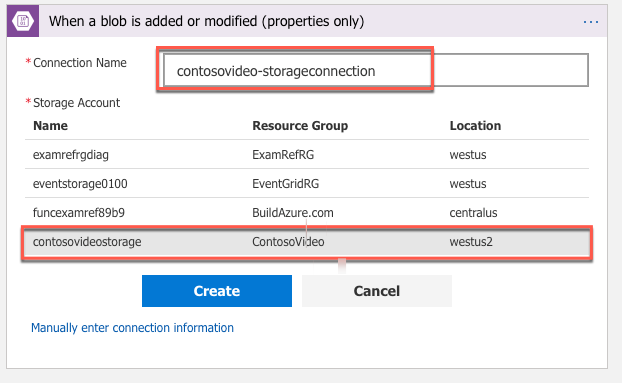 When a blob is added or modified (properties only)
* Connection Name
contosovideo-storageconnection
* Storage Account
Name Resource Group Location
examrefrgdiag ExamRefRG westus
eventstorage0100 EventGridRG westus
funcexamref89b9 BuildAzure.com centralus
contosovideostorage ContosoVideo westus2
Create Cancel
Manually enter connection information